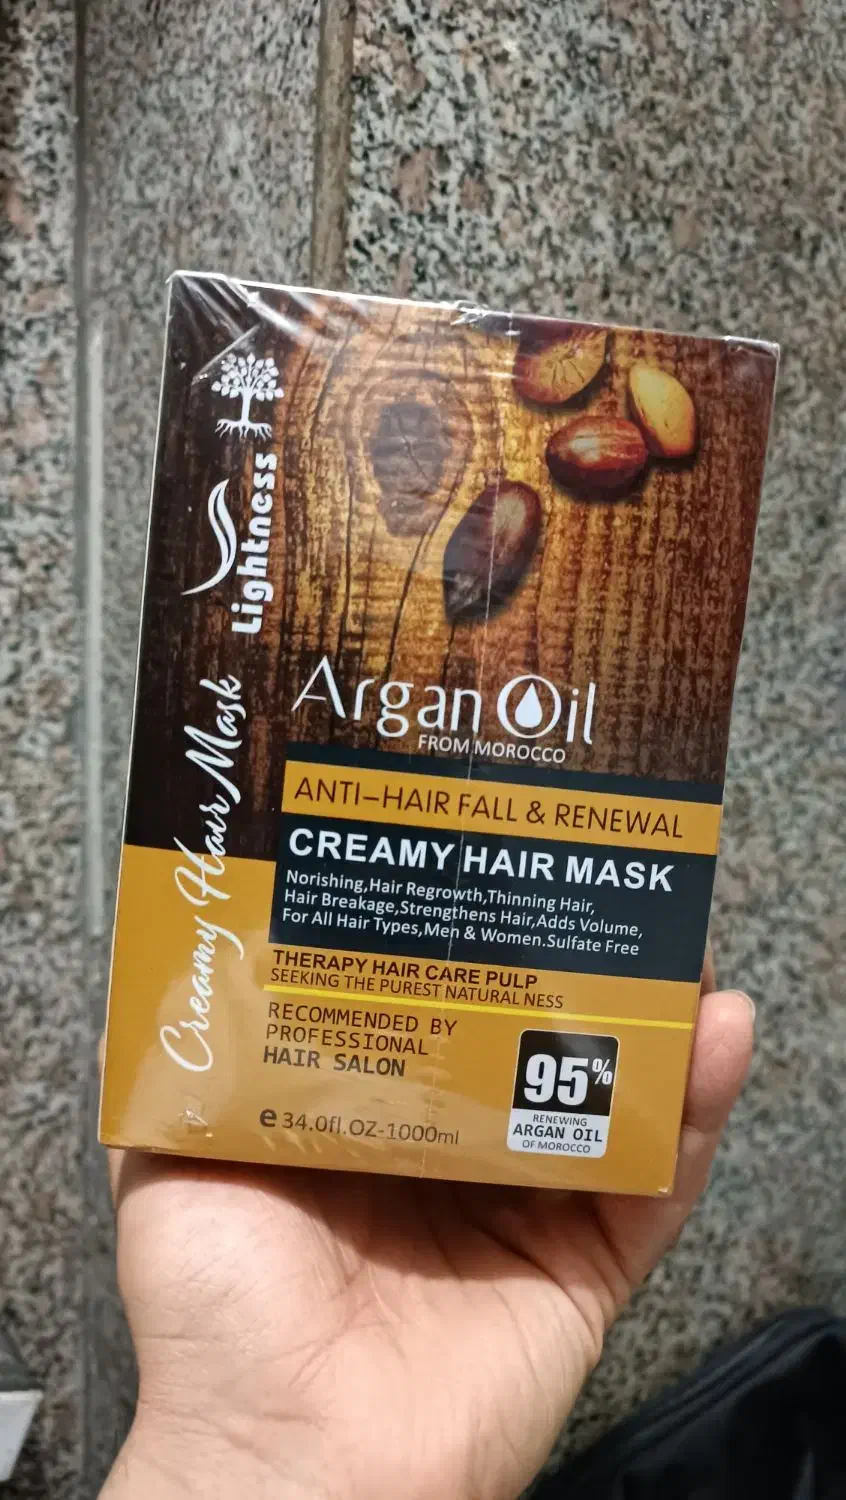 Lightness
Creamy Hair Mask
Argan Oil
FROM MOROCCO
ANTI-HAIR FALL & RENEWAL
CREAMY HAIR MASK
Norishing,Hair Regrowth,Thinning Hair,
Hair Breakage,Strengthens Hair,Adds Volume,
For All Hair Types,Men & Women.Sulfate Free
THERAPY HAIR CARE PULP
SEEKING THE PUREST NATURAL NESS
RECOMMENDED BY
PROFESSIONAL
HAIR SALON
e 34.0fl.OZ-1000ml
95%
RENEWING
ARGAN OIL
OF MOROCCO